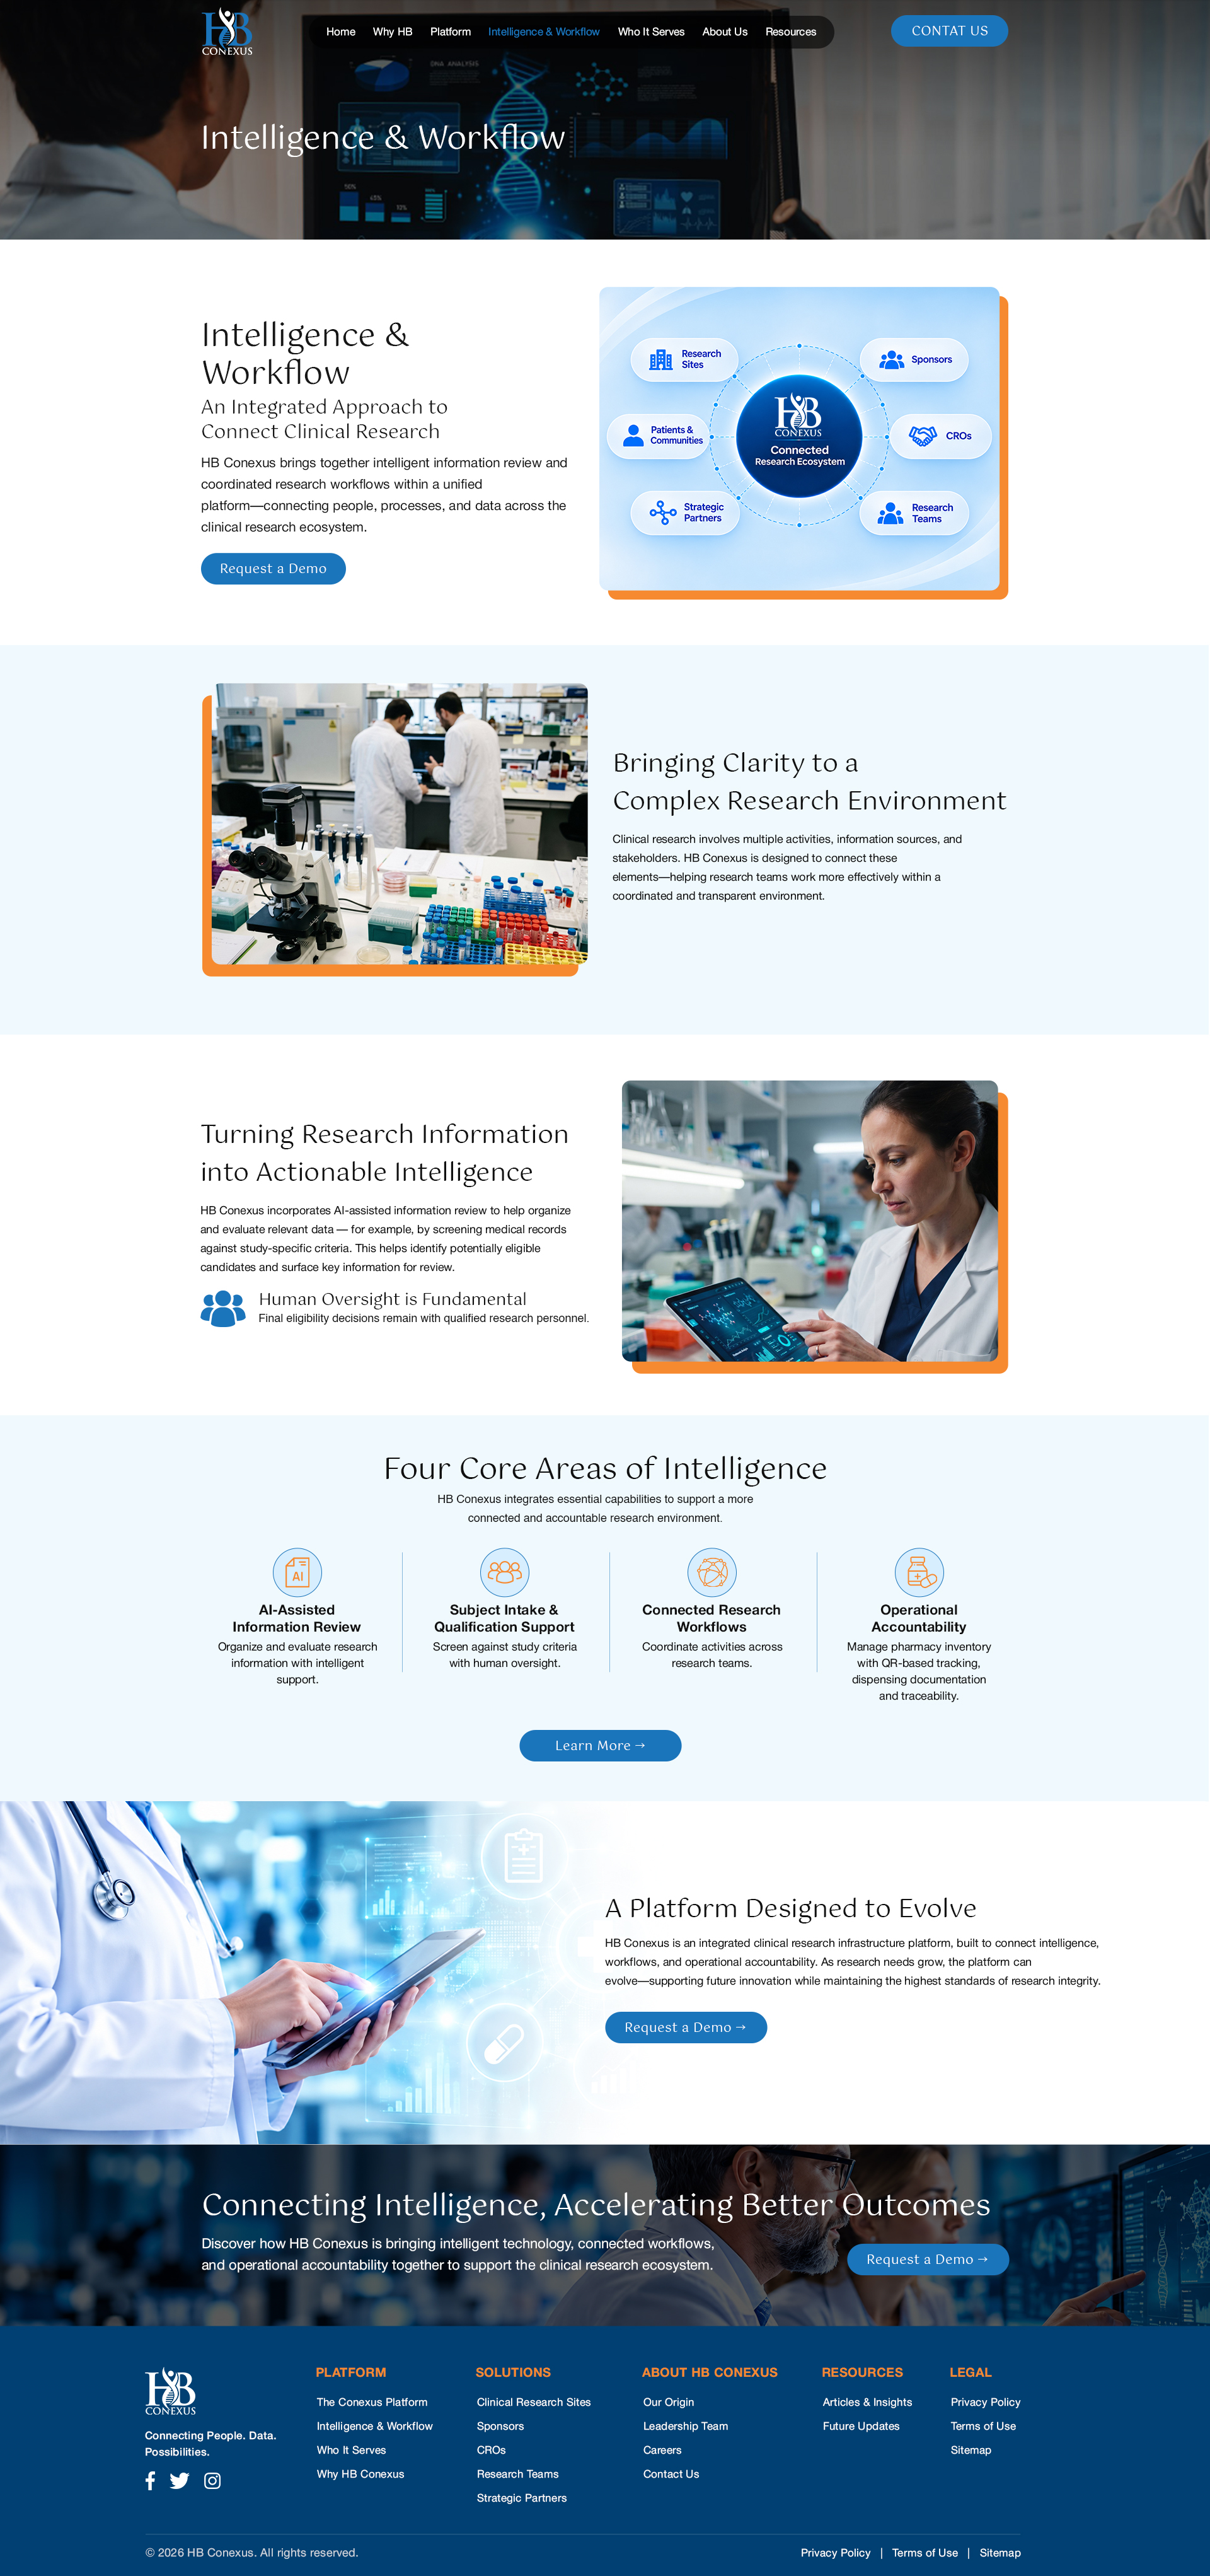 HB
CONEXUS
Home Why HB Platform Intelligence & Workflow Who It Serves About Us Resources
CONTAT US
DNA ANALYSIS
Intelligence & Workflow
Intelligence &
Workflow
An Integrated Approach to
Connect Clinical Research
HB Conexus brings together intelligent information review and
coordinated research workflows within a unified
platform—connecting people, processes, and data across the
clinical research ecosystem.
Request a Demo
Research
Sites
Sponsors
Patients &
Communities
HB
CONEXUS
Connected
Research Ecosystem
CROs
Strategic
Partners
Research
Teams
Bringing Clarity to a
Complex Research Environment
Clinical research involves multiple activities, information sources, and
stakeholders. HB Conexus is designed to connect these
elements—helping research teams work more effectively within a
coordinated and transparent environment.
Turning Research Information
into Actionable Intelligence
HB Conexus incorporates AI-assisted information review to help organize
and evaluate relevant data — for example, by screening medical records
against study-specific criteria. This helps identify potentially eligible
candidates and surface key information for review.
Human Oversight is Fundamental
Final eligibility decisions remain with qualified research personnel.
Four Core Areas of Intelligence
HB Conexus integrates essential capabilities to support a more
connected and accountable research environment.
AI
AI-Assisted
Information Review
Organize and evaluate research
information with intelligent
support.
Subject Intake &
Qualification Support
Screen against study criteria
with human oversight.
Connected Research
Workflows
Coordinate activities across
research teams.
Operational
Accountability
Manage pharmacy inventory
with QR-based tracking,
dispensing documentation
and traceability.
Learn More →
A Platform Designed to Evolve
HB Conexus is an integrated clinical research infrastructure platform, built to connect intelligence,
workflows, and operational accountability. As research needs grow, the platform can
evolve—supporting future innovation while maintaining the highest standards of research integrity.
Request a Demo →
Connecting Intelligence, Accelerating Better Outcomes
Discover how HB Conexus is bringing intelligent technology, connected workflows,
and operational accountability together to support the clinical research ecosystem.
Request a Demo →
HB
CONEXUS
Connecting People. Data.
Possibilities.
PLATFORM
The Conexus Platform
Intelligence & Workflow
Who It Serves
Why HB Conexus
SOLUTIONS
Clinical Research Sites
Sponsors
CROs
Research Teams
Strategic Partners
ABOUT HB CONEXUS
Our Origin
Leadership Team
Careers
Contact Us
RESOURCES
Articles & Insights
Future Updates
LEGAL
Privacy Policy
Terms of Use
Sitemap
© 2026 HB Conexus. All rights reserved.
Privacy Policy | Terms of Use | Sitemap